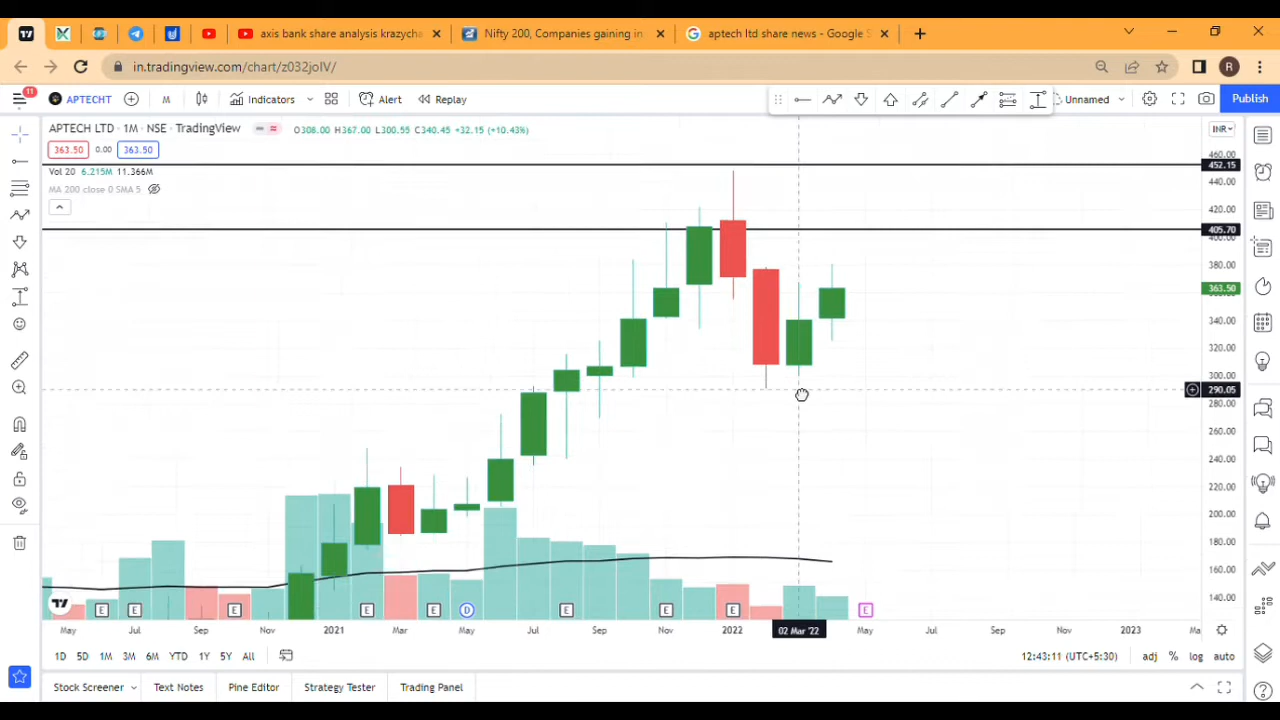 axis bank share analysis krazycha
Nifty 200, Companies gaining in
aptech ltd share news - Google S
in.tradingview.com/chart/z032joIV/
R
11
APTECHT
M
Indicators
Alert
Replay
Unnamed
Publish
APTECH LTD · 1M · NSE · TradingView
O308.00 H367.00 L300.55 C340.45 +32.15 (+10.43%)
INR
363.50 0.00 363.50
Vol 20 6.215M 11.366M
MA 200 close 0 SMA 5
460.00
452.15
440.00
420.00
405.70
400.00
380.00
363.50
340.00
320.00
300.00
290.05
280.00
260.00
240.00
220.00
200.00
180.00
160.00
140.00
E E E E E D E E E E
May Jul Sep Nov 2021 Mar May Jul Sep Nov 2022 02 Mar '22 May Jul Sep Nov 2023 Ma
1D 5D 1M 3M 6M YTD 1Y 5Y All
12:43:11 (UTC+5:30) adj % log auto
Stock Screener Text Notes Pine Editor Strategy Tester Trading Panel